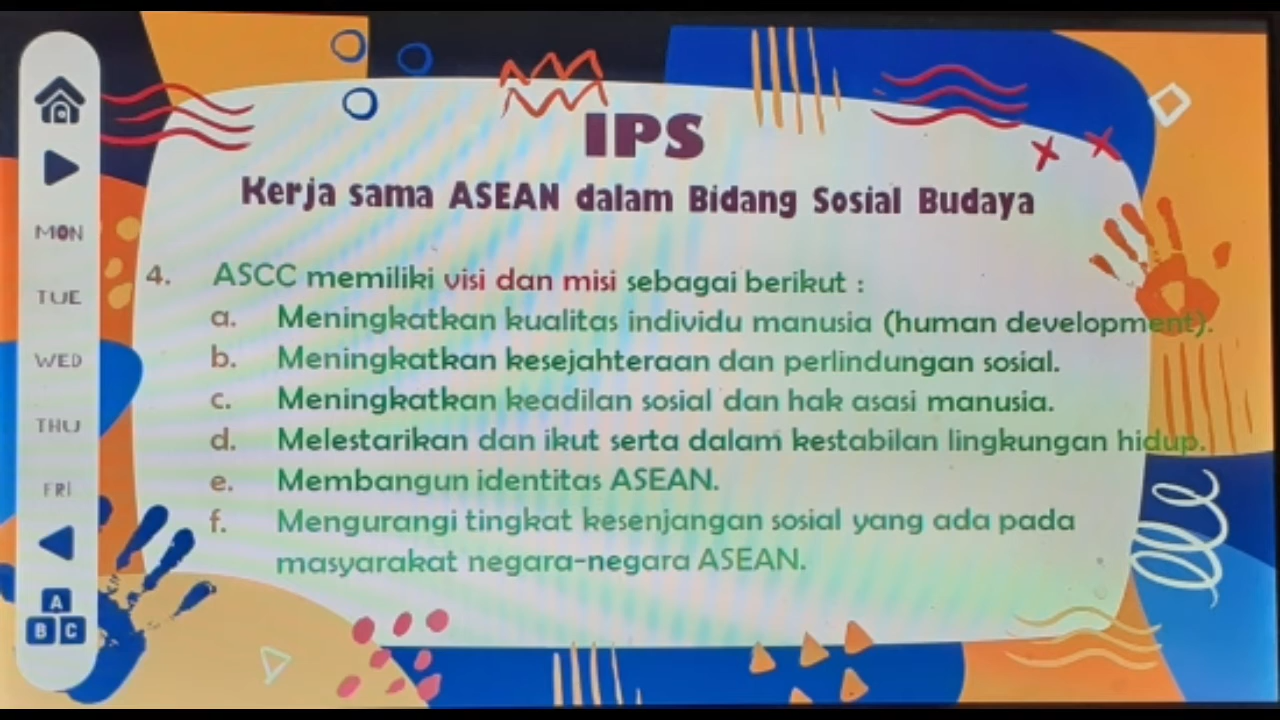 IPS
Kerja sama ASEAN dalam Bidang Sosial Budaya
4. ASCC memiliki visi dan misi sebagai berikut :
a. Meningkatkan kualitas individu manusia (human development).
b. Meningkatkan kesejahteraan dan perlindungan sosial.
c. Meningkatkan keadilan sosial dan hak asasi manusia.
d. Melestarikan dan ikut serta dalam kestabilan lingkungan hidup.
e. Membangun identitas ASEAN.
f. Mengurangi tingkat kesenjangan sosial yang ada pada
masyarakat negara-negara ASEAN.
MON
TUE
WED
THU
FRI
A
B C